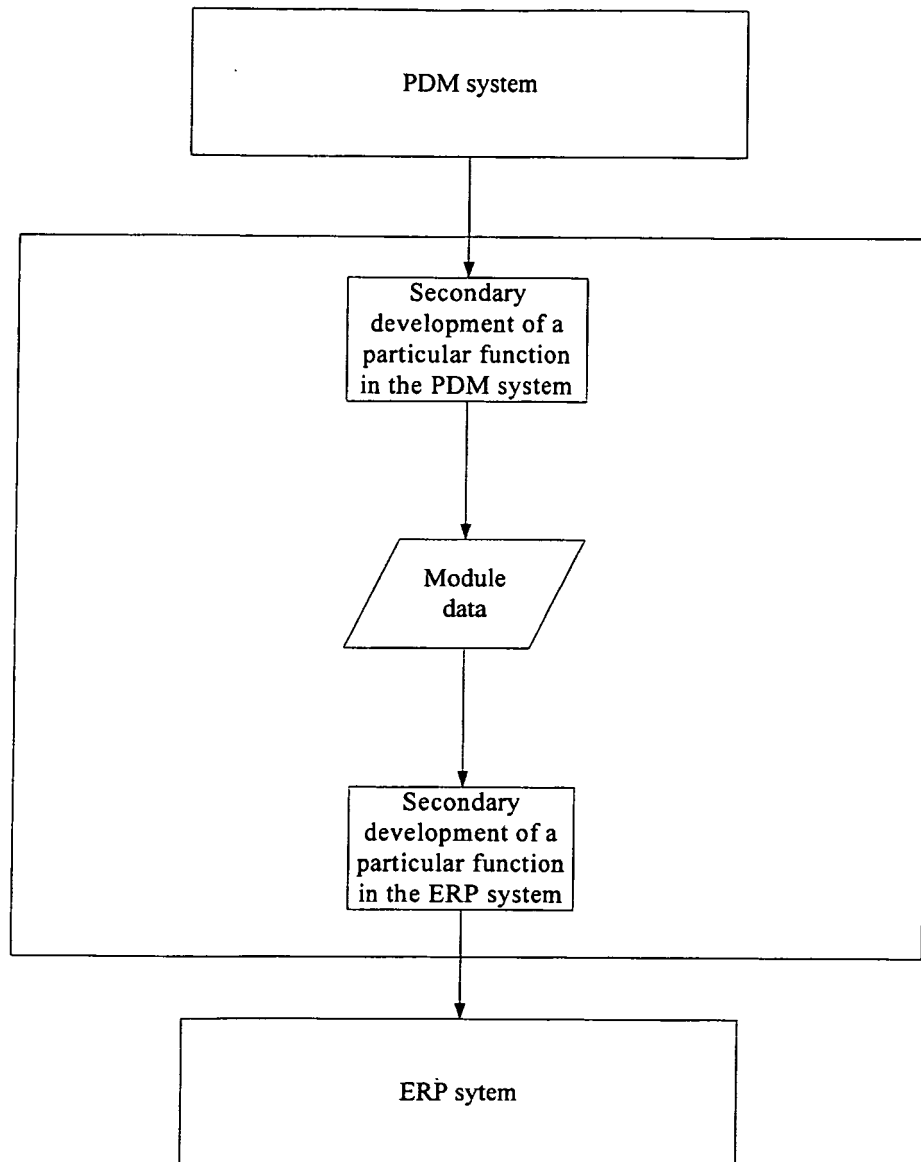 PDM system
Secondary
development of a
particular function
in the PDM system
Module
data
Secondary
development of a
particular function
in the ERP system
ERP sytem